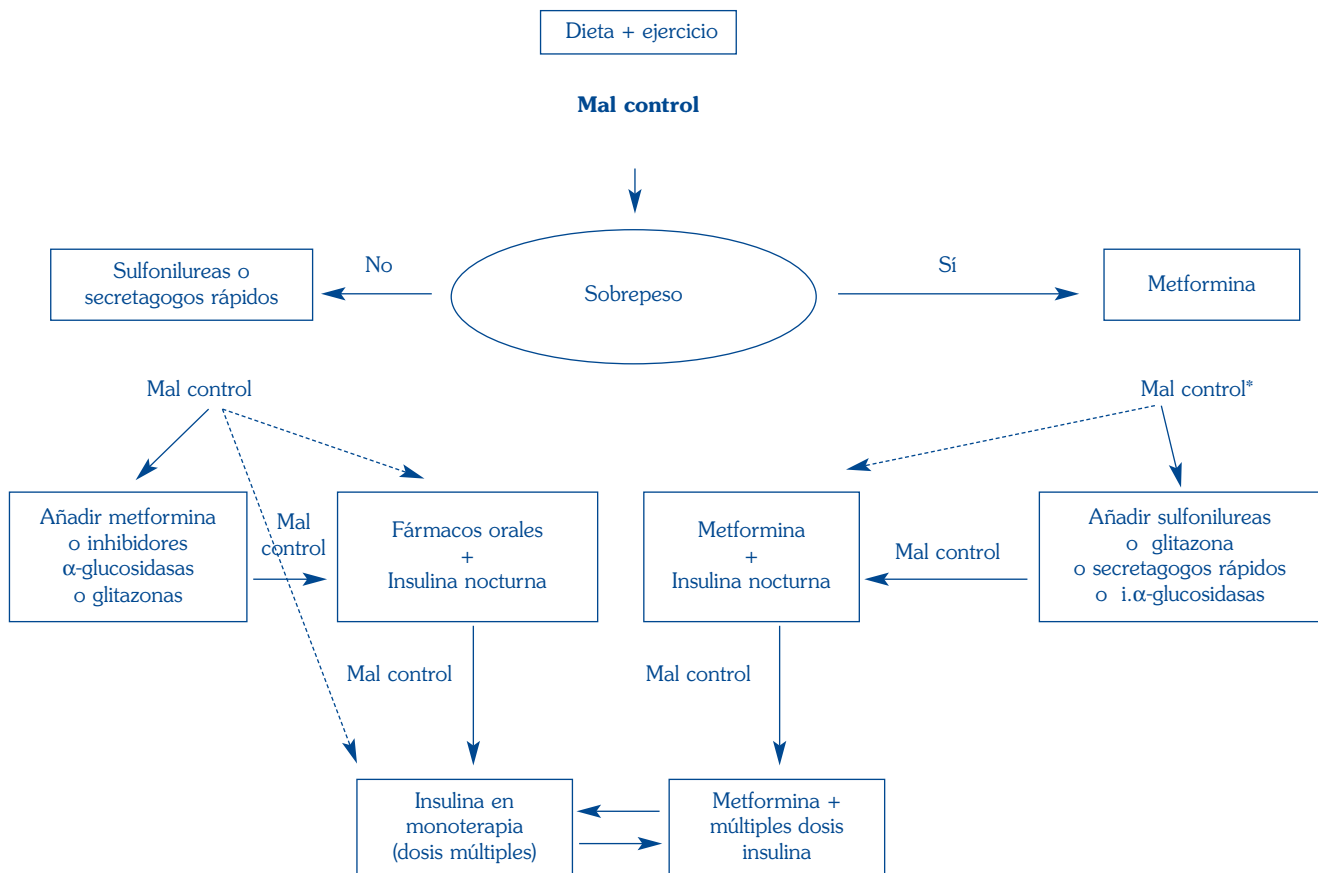 Dieta + ejercicio
Mal control
Sulfonilureas o
secretagogos rápidos
No
Sobrepeso
Sí
Metformina
Mal control
Mal control*
Añadir metformina
o inhibidores
α-glucosidasas
o glitazonas
Mal
control
Fármacos orales
+
Insulina nocturna
Metformina
+
Insulina nocturna
Mal control
Añadir sulfonilureas
o glitazona
o secretagogos rápidos
o i.α-glucosidasas
Mal control
Mal control
Insulina en
monoterapia
(dosis múltiples)
Metformina +
múltiples dosis
insulina